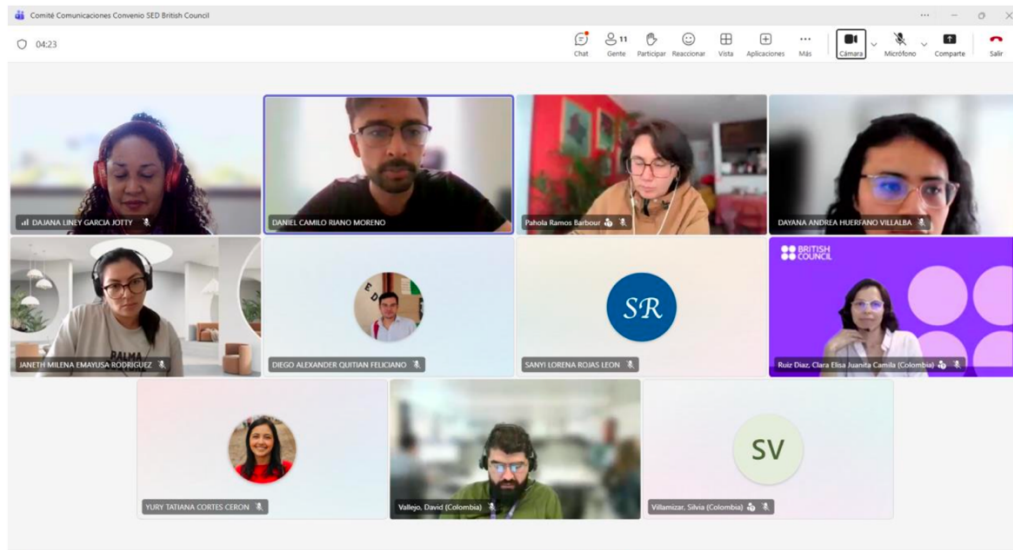 Comité Comunicaciones Convenio SED British Council
04:23
Chat
11
Gente
Participar
Reaccionar
Vista
Aplicaciones
Más
Cámara
Micrófono
Comparte
Salir
DAJANA LINEY GARCIA JOTTY
DANIEL CAMILO RIANO MORENO
Pahola Ramos Barbour
DAYANA ANDREA HUERFANO VILLALBA
PALMA
JANETH MILENA EMAYUSA RODRIGUEZ
E D
DIEGO ALEXANDER QUITIAN FELICIANO
SR
SANYI LORENA ROJAS LEON
BRITISH
COUNCIL
Ruiz Diaz, Clara Elisa Juanita Camila (Colombia)
YURY TATIANA CORTES CERON
Vallejo, David (Colombia)
SV
Villamizar, Silvia (Colombia)